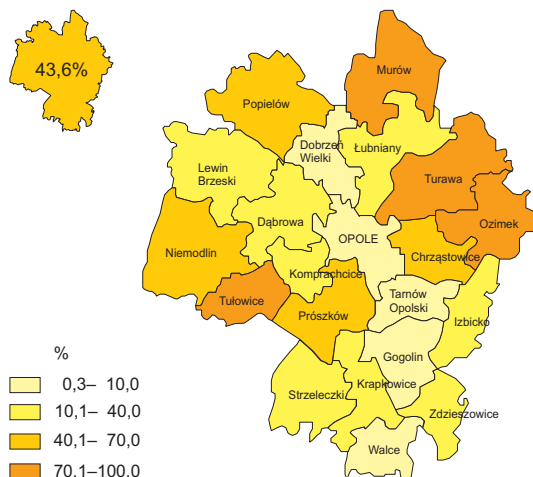 43,6%
Murów
Popielów
Dobrzeń
Wielki
Łubniany
Lewin
Brzeski
Turawa
Dąbrowa
Ozimek
OPOLE
Niemodlin
Chrząstowice
Komprachcice
Tułowice
Tarnów
Opolski
Prószków
Izbicko
Gogolin
Strzeleczki
Krapkowice
Zdzieszowice
Walce
%
0,3– 10,0
10,1– 40,0
40,1– 70,0
70,1–100,0